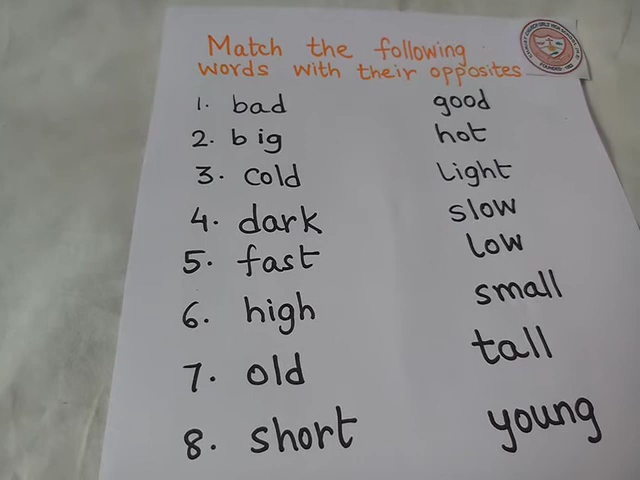 Match the following
words with their opposites
1. bad good
2. big hot
3. cold light
4. dark slow
5. fast low
6. high small
7. old tall
8. short young